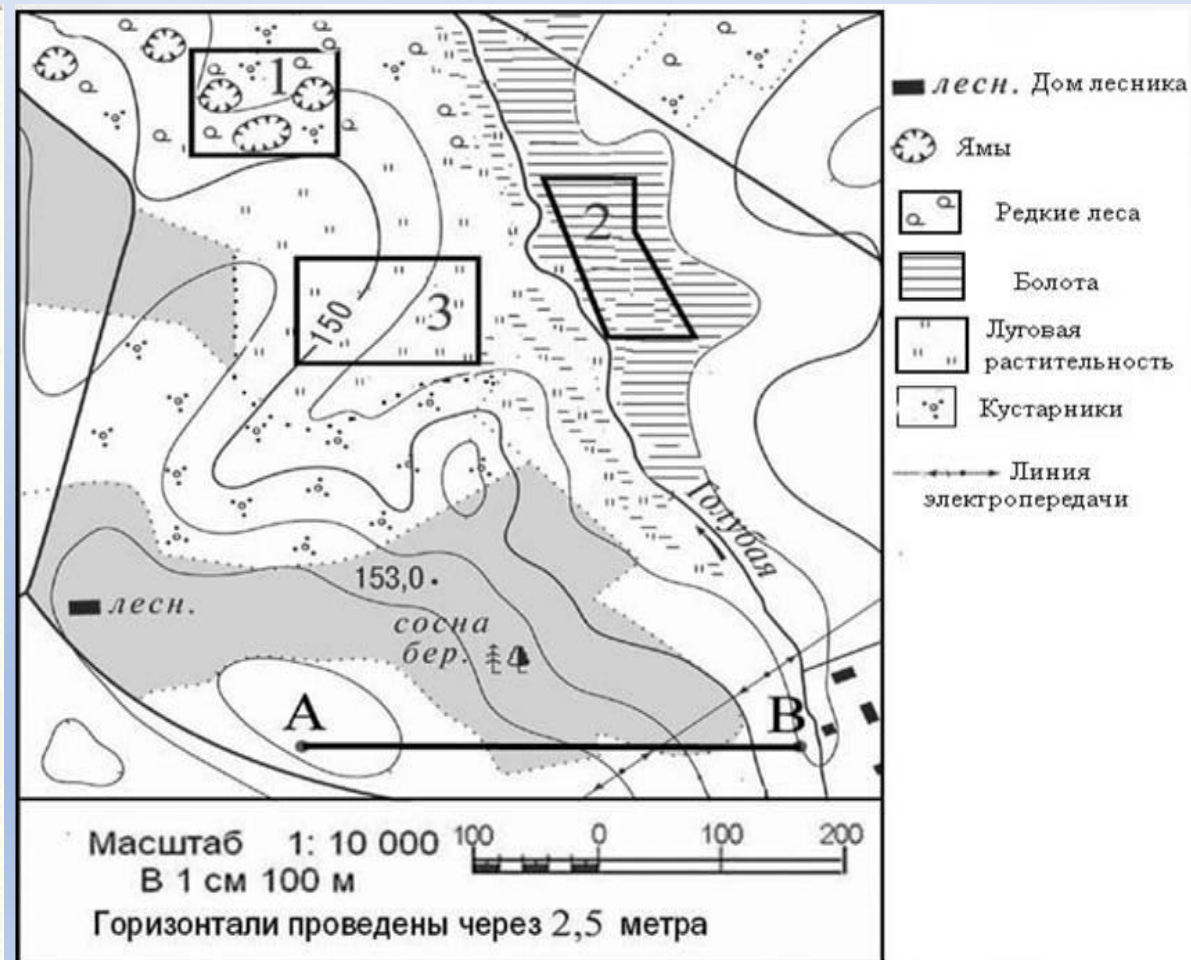 1
2
3
150
Голубая
лесн.
153,0
сосна
бер.
А
В
лесн. Дом лесника
Ямы
Редкие леса
Болота
Луговая
растительность
Кустарники
Линия
электропередачи
Масштаб 1: 10 000
В 1 см 100 м
100 0 100 200
Горизонтали проведены через 2,5 метра